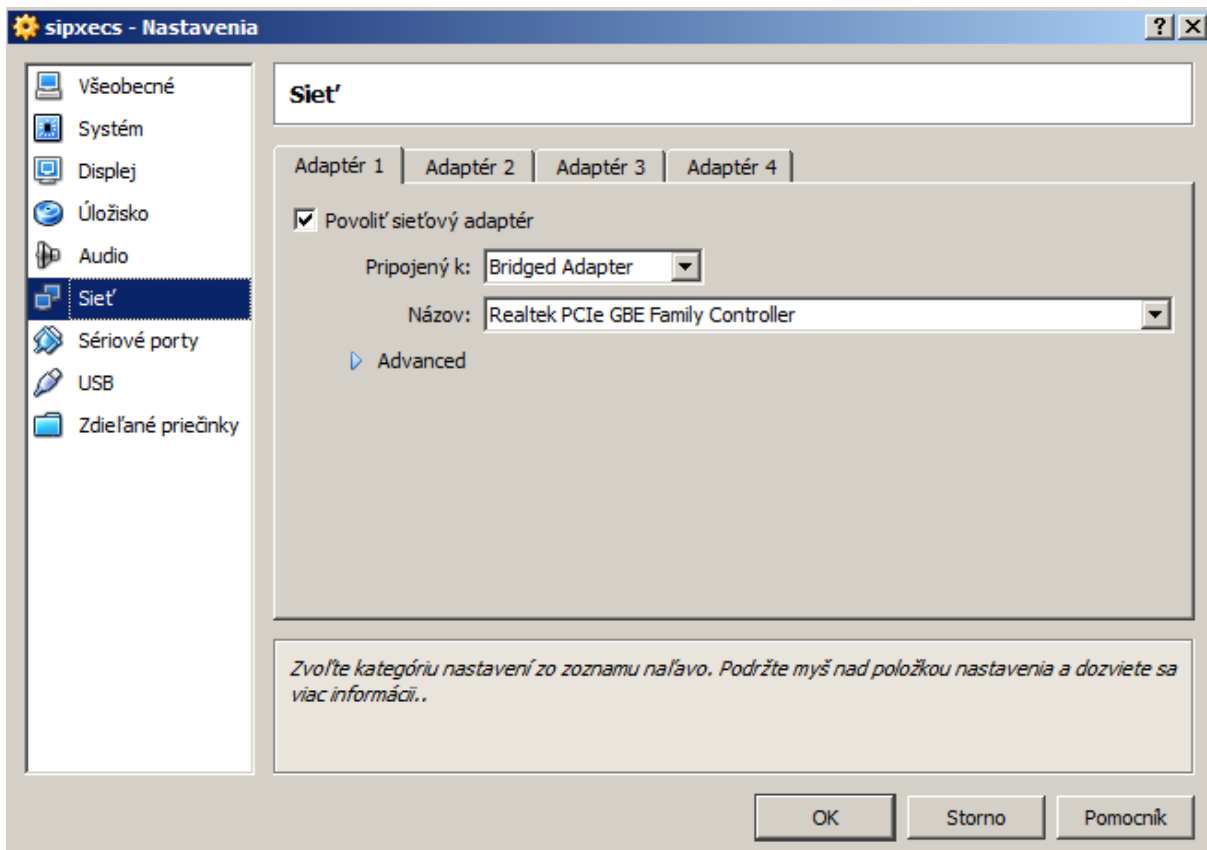 sipxecs - Nastavenia
Všeobecné
Systém
Displej
Úložisko
Audio
Sieť
Sériové porty
USB
Zdieľané priečinky
Sieť
Adaptér 1
Adaptér 2
Adaptér 3
Adaptér 4
Povoliť sieťový adaptér
Pripojený k: Bridged Adapter
Názov: Realtek PCIe GBE Family Controller
Advanced
Zvoľte kategóriu nastavení zo zoznamu naľavo. Podržte myš nad položkou nastavenia a dozviete sa
viac informácii..
OK
Storno
Pomocník